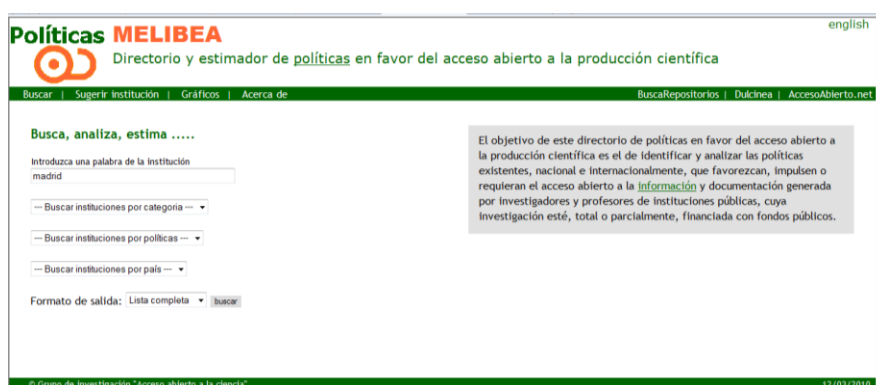 english
Políticas MELIBEA
Directorio y estimador de políticas en favor del acceso abierto a la producción científica
Buscar | Sugerir institución | Gráficos | Acerca de
BuscaRepositorios | Dulcinea | AccesoAbierto.net
Busca, analiza, estima .....
Introduzca una palabra de la institución
madrid
--- Buscar instituciones por categoria ---
--- Buscar instituciones por políticas ---
--- Buscar instituciones por país ---
Formato de salida: Lista completa buscar
El objetivo de este directorio de políticas en favor del acceso abierto a
la producción científica es el de identificar y analizar las políticas
existentes, nacional e internacionalmente, que favorezcan, impulsen o
requieran el acceso abierto a la información y documentación generada
por investigadores y profesores de instituciones públicas, cuya
investigación esté, total o parcialmente, financiada con fondos públicos.
© Grupo de investigación "Acceso abierto a la ciencia"
12/03/2010